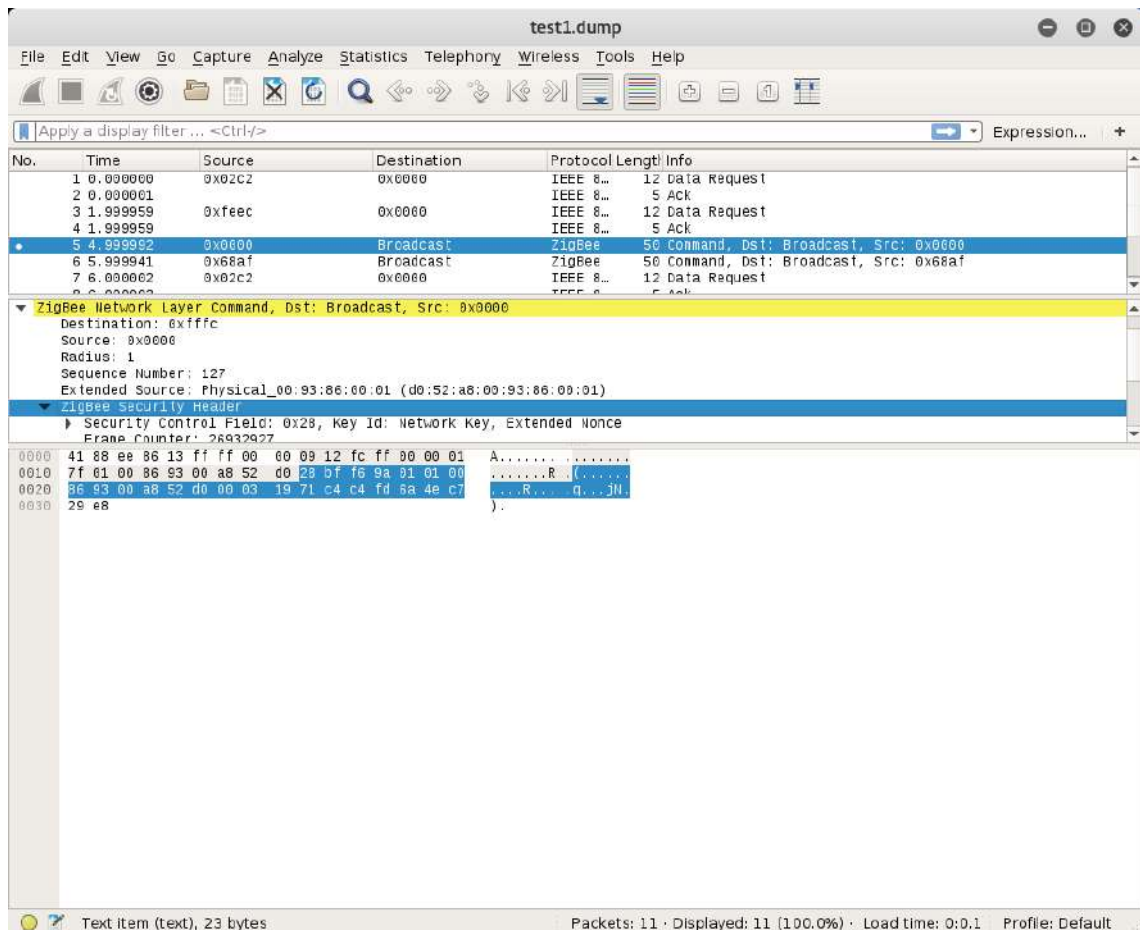 test1.dump
File Edit View Go Capture Analyze Statistics Telephony Wireless Tools Help
Apply a display filter ... <Ctrl-/> Expression... +
No. Time Source Destination Protocol Length Info
1 0.000000 0x02c2 0x0000 IEEE 8… 12 Data Request
2 0.000001 IEEE 8… 5 Ack
3 1.999959 0xfeec 0x0000 IEEE 8… 12 Data Request
4 1.999959 IEEE 8… 5 Ack
5 4.999992 0x0000 Broadcast ZigBee 50 Command, Dst: Broadcast, Src: 0x0000
6 5.999941 0x68af Broadcast ZigBee 50 Command, Dst: Broadcast, Src: 0x68af
7 6.000002 0x02c2 0x0000 IEEE 8… 12 Data Request
ZigBee Network Layer Command, Dst: Broadcast, Src: 0x0000
Destination: 0xfffc
Source: 0x0000
Radius: 1
Sequence Number: 127
Extended Source: Physical_00:93:86:00:01 (d0:52:a8:00:93:86:00:01)
ZigBee Security Header
Security Control Field: 0x28, Key Id: Network Key, Extended Nonce
Frame Counter: 26932927
0000 41 88 ee 86 13 ff ff 00 00 09 12 fc ff 00 00 01 A....... ........
0010 7f 01 00 86 93 00 a8 52 d0 28 bf f6 9a 01 01 00 .......R .(......
0020 86 93 00 a8 52 d0 00 03 19 71 c4 c4 fd 6a 4e c7 ....R... .q...jN.
0030 29 e8 ).
Text item (text), 23 bytes Packets: 11 · Displayed: 11 (100.0%) · Load time: 0:0.1 Profile: Default